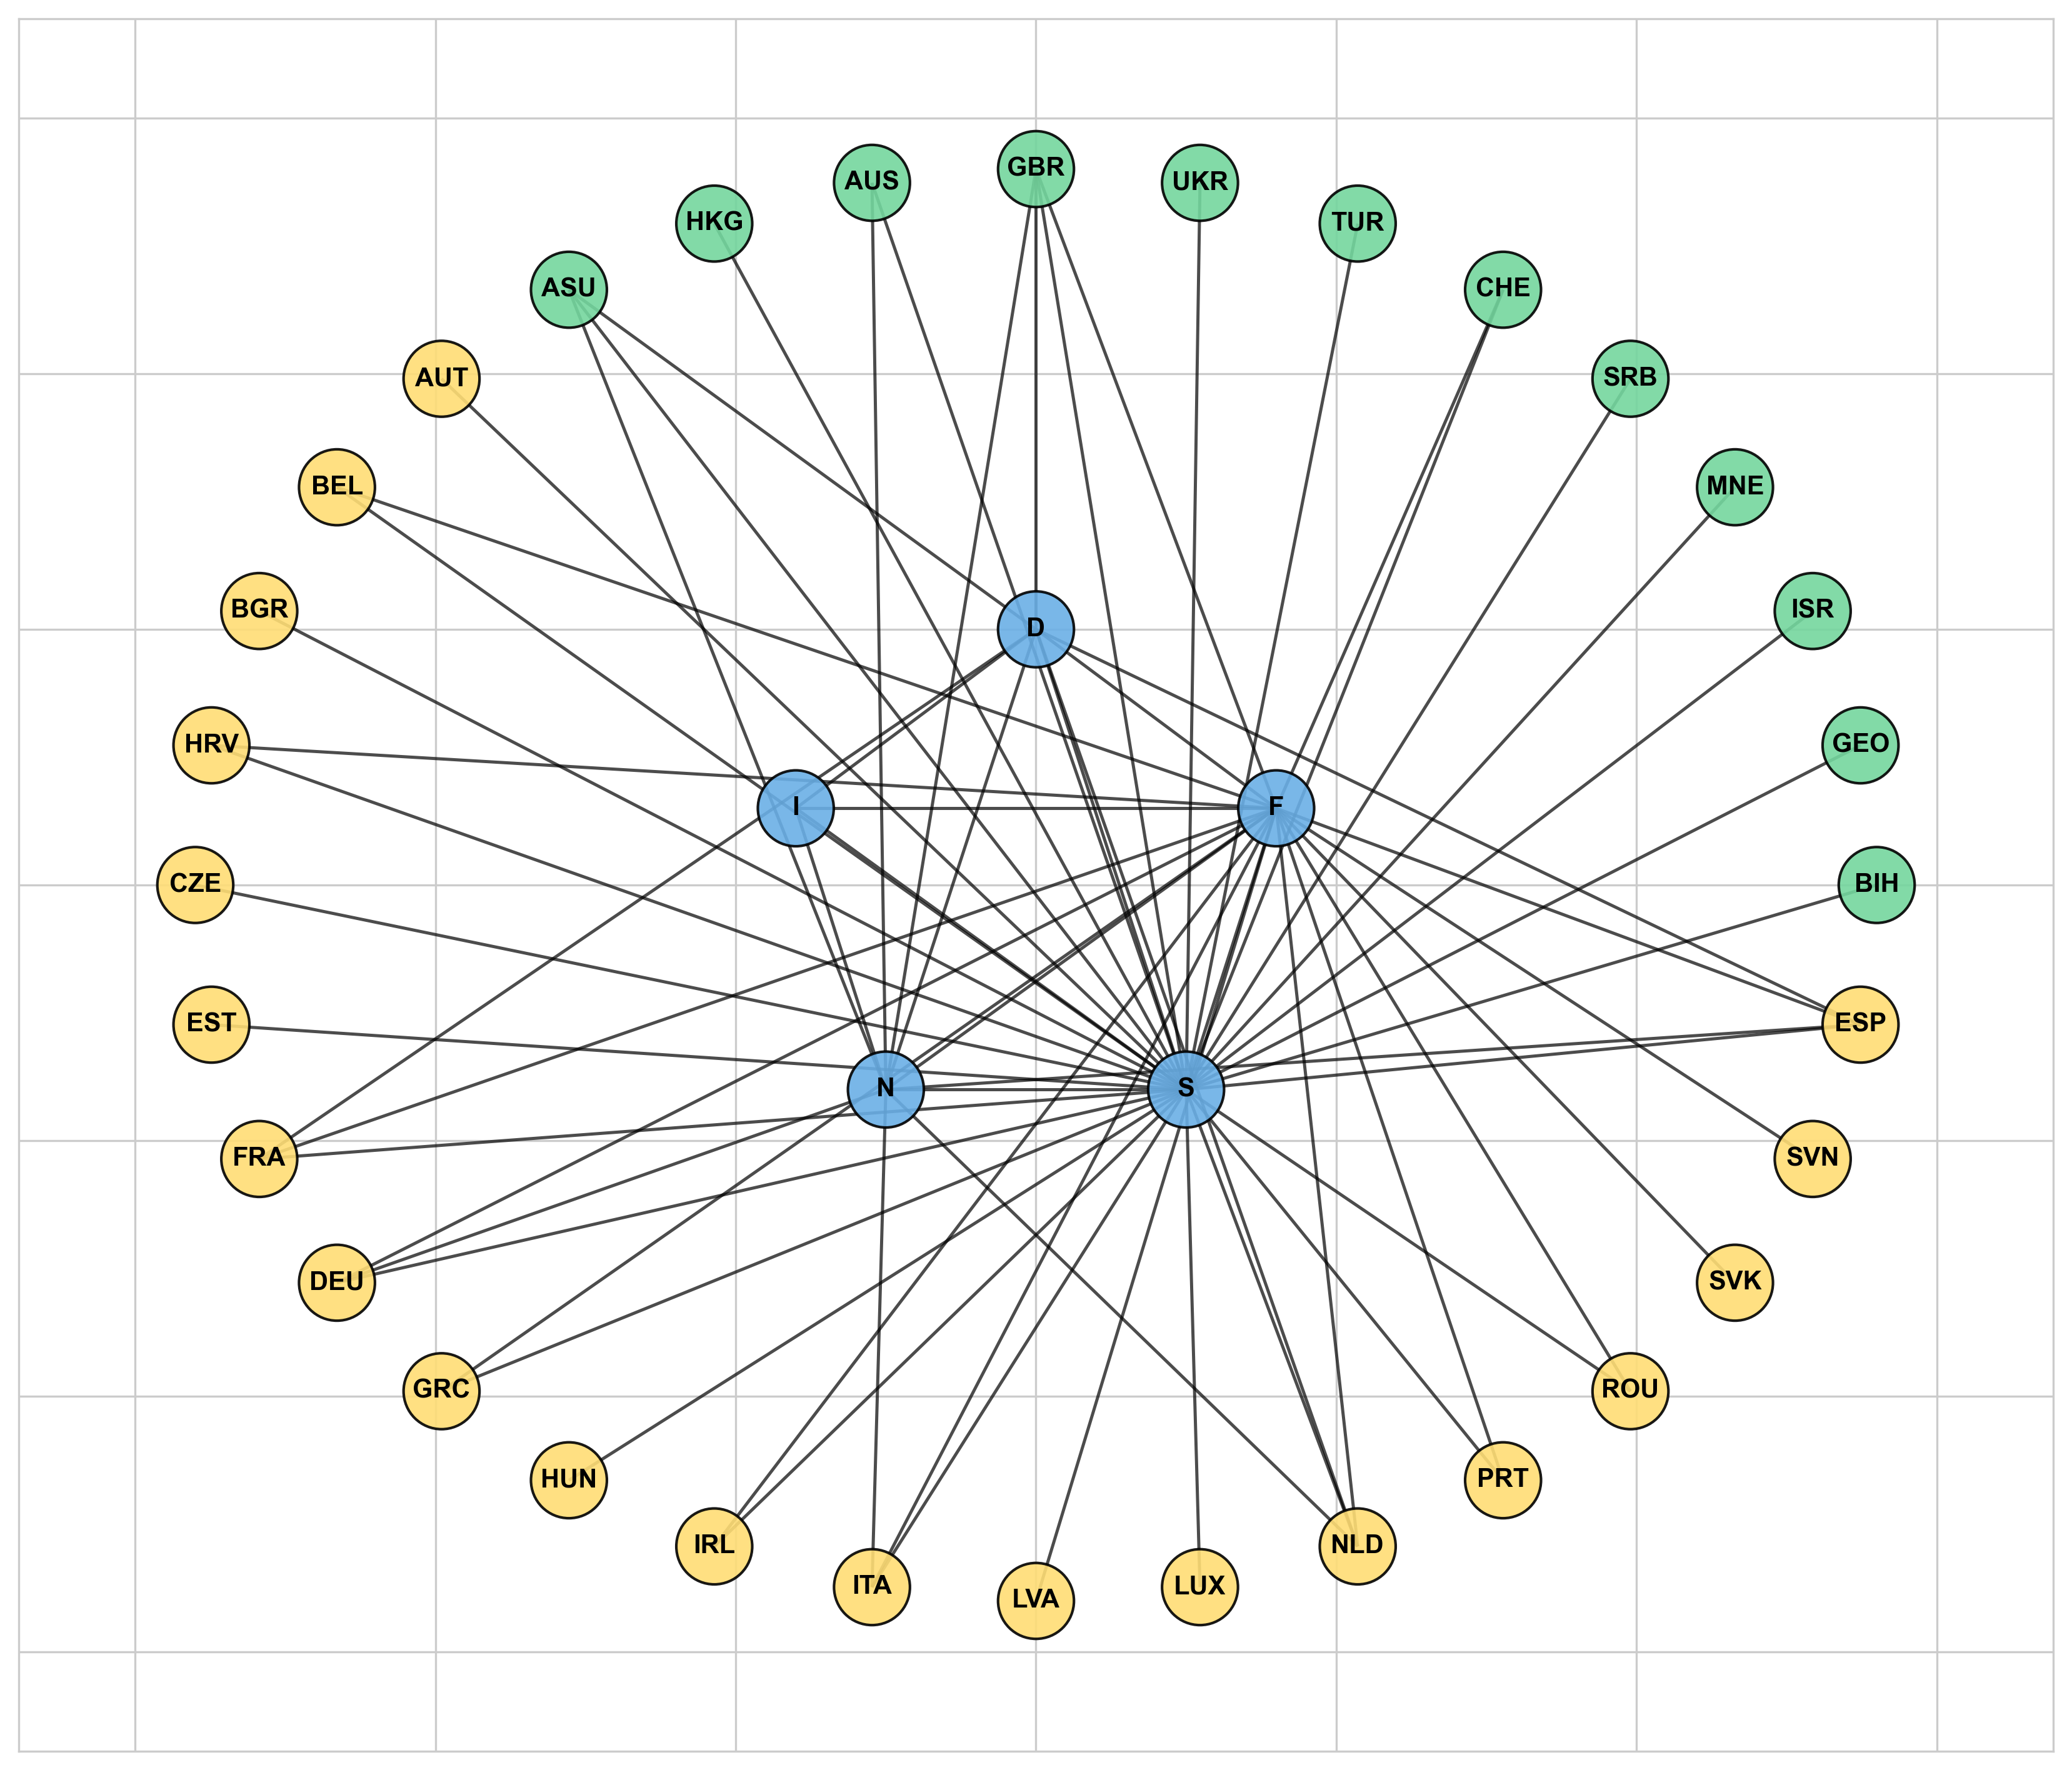 GBR
AUS
UKR
HKG
TUR
ASU
CHE
AUT
SRB
BEL
MNE
BGR
ISR
D
HRV
GEO
I
F
CZE
BIH
EST
ESP
N
S
FRA
SVN
DEU
SVK
GRC
ROU
HUN
PRT
IRL
NLD
ITA
LUX
LVA